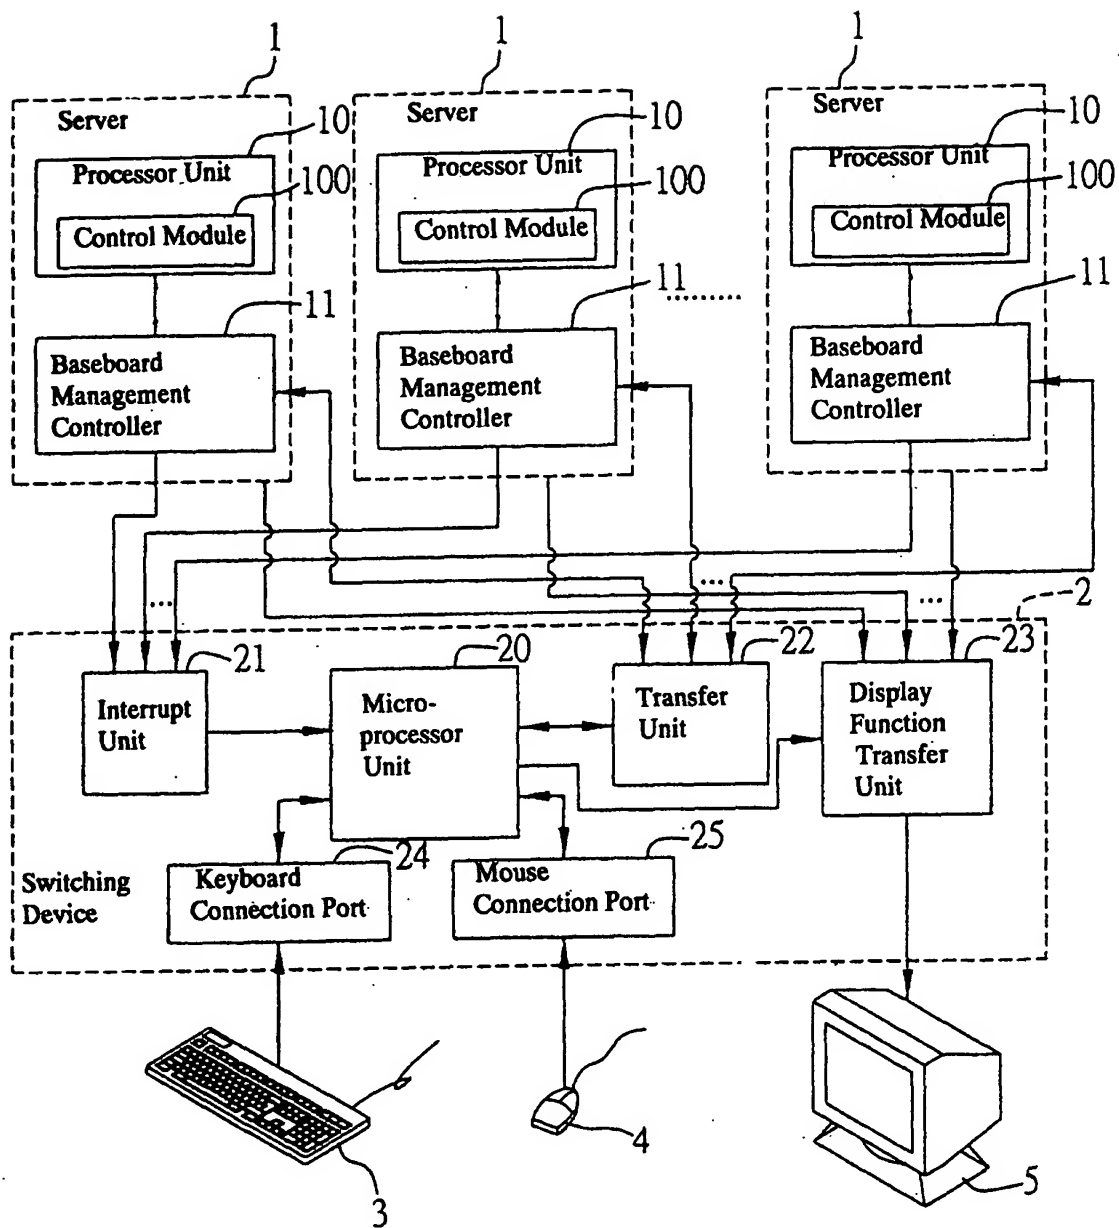 1
1
1
Server
Server
Server
10
10
10
Processor Unit
Processor Unit
Processor Unit
100
100
100
Control Module
Control Module
Control Module
11
11
11
Baseboard
Management
Controller
Baseboard
Management
Controller
Baseboard
Management
Controller
.........
...
...
...
2
21
20
22
23
Interrupt
Unit
Micro-
processor
Unit
Transfer
Unit
Display
Function
Transfer
Unit
24
25
Switching
Device
Keyboard
Connection Port
Mouse
Connection Port
3
4
5